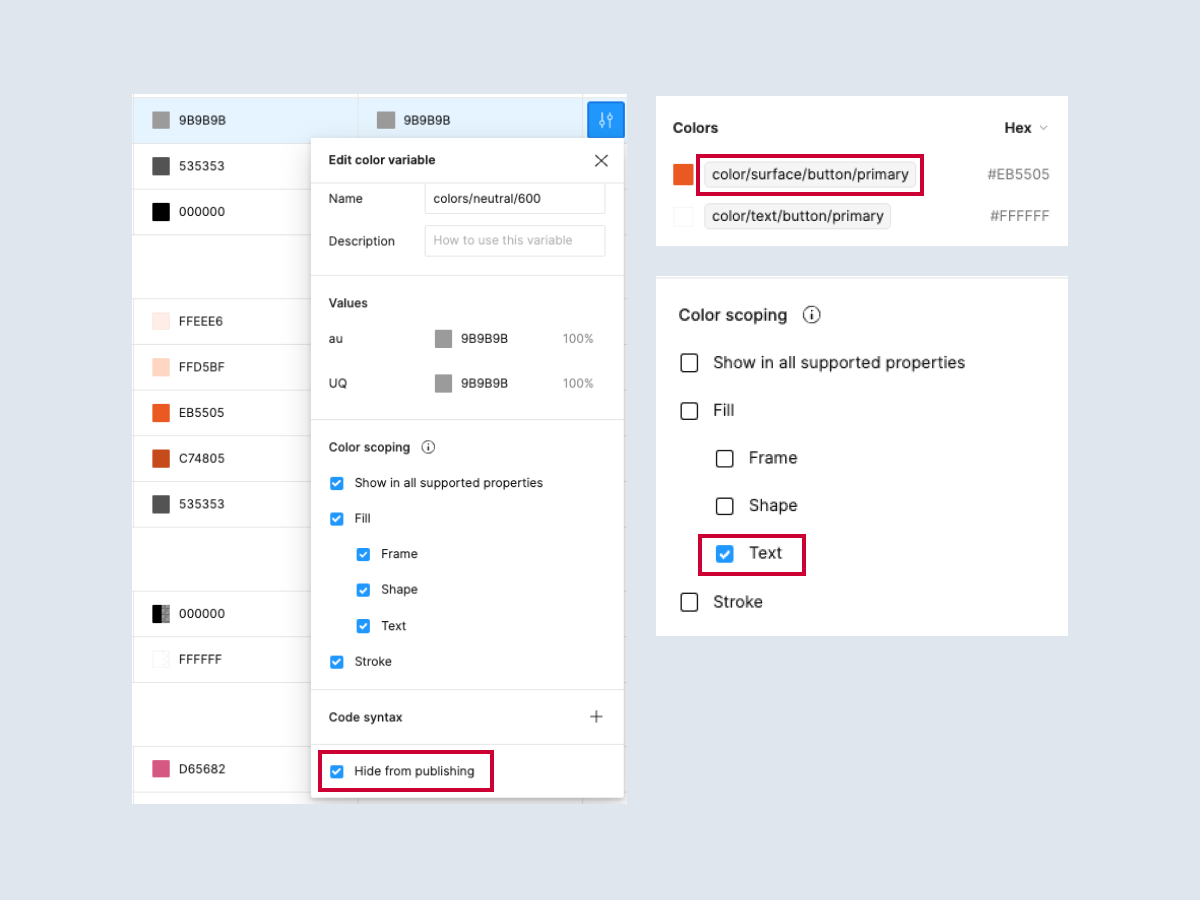 9B9B9B 9B9B9B
535353
000000
FFEEE6
FFD5BF
EB5505
C74805
535353
000000
FFFFFF
D65682
Edit color variable
Name colors/neutral/600
Description How to use this variable
Values
au 9B9B9B 100%
UQ 9B9B9B 100%
Color scoping
Show in all supported properties
Fill
Frame
Shape
Text
Stroke
Code syntax
Hide from publishing
Colors Hex
color/surface/button/primary #EB5505
color/text/button/primary #FFFFFF
Color scoping
Show in all supported properties
Fill
Frame
Shape
Text
Stroke